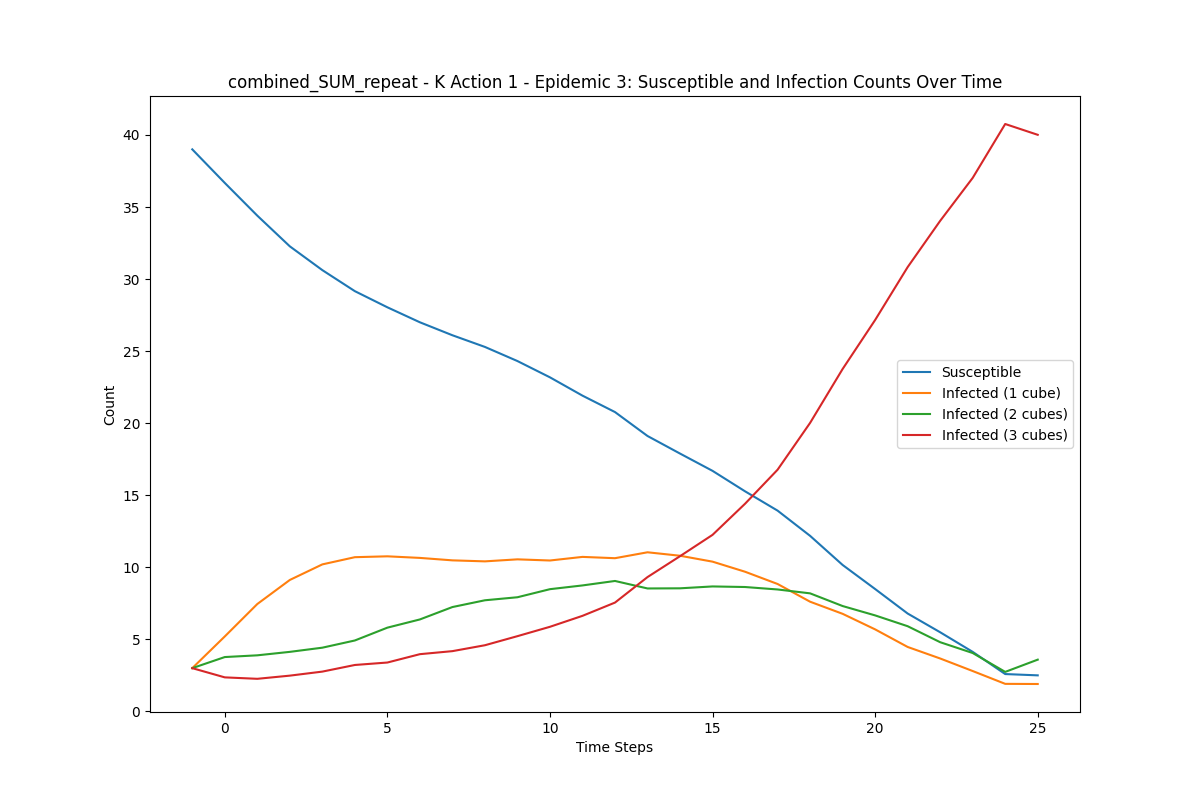 combined_SUM_repeat - K Action 1 - Epidemic 3: Susceptible and Infection Counts Over Time
40
35
30
25
20
15
10
5
0
Count
Susceptible
Infected (1 cube)
Infected (2 cubes)
Infected (3 cubes)
0 5 10 15 20 25
Time Steps